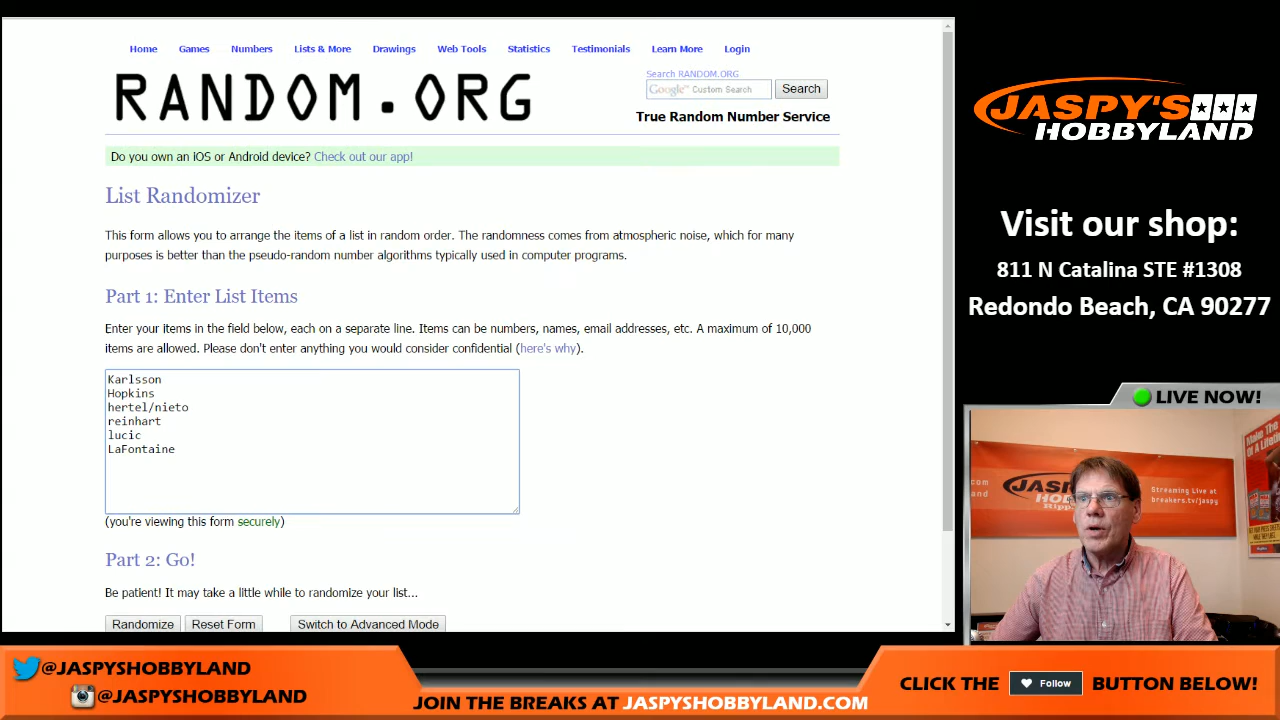 Home Games Numbers Lists & More Drawings Web Tools Statistics Testimonials Learn More Login
RANDOM.ORG
Search RANDOM.ORG
Google™ Custom Search Search
True Random Number Service
Do you own an iOS or Android device? Check out our app!
List Randomizer
This form allows you to arrange the items of a list in random order. The randomness comes from atmospheric noise, which for many
purposes is better than the pseudo-random number algorithms typically used in computer programs.
Part 1: Enter List Items
Enter your items in the field below, each on a separate line. Items can be numbers, names, email addresses, etc. A maximum of 10,000
items are allowed. Please don't enter anything you would consider confidential (here's why).
Karlsson
Hopkins
hertel/nieto
reinhart
lucic
LaFontaine
(you're viewing this form securely)
Part 2: Go!
Be patient! It may take a little while to randomize your list...
Randomize Reset Form Switch to Advanced Mode
JASPY'S
HOBBYLAND
Visit our shop:
811 N Catalina STE #1308
Redondo Beach, CA 90277
LIVE NOW!
.com
land
JAS
HO
Streaming Live at
breakers.tv/jaspy
Make The
Of A Lifetim
@JASPYSHOBBYLAND
@JASPYSHOBBYLAND
JOIN THE BREAKS AT JASPYSHOBBYLAND.COM
CLICK THE Follow BUTTON BELOW!